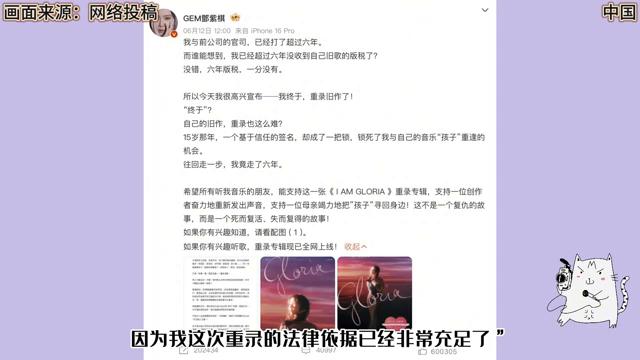 画面来源：网络投稿
中国
GEM鄧紫棋
06月12日 12:00 来自 iPhone 16 Pro
我与前公司的官司，已经打了超过六年。
而谁能想到，我已经超过六年没收到自己旧歌的版税了？
没错，六年版税，一分没有。
所以今天我很高兴宣布——我终于，重录旧作了！
“终于”？
自己的旧作，重录也这么难？
15岁那年，一个基于信任的签名，却成了一把锁，锁死了我与自己的音乐“孩子”重逢的
机会。
往回走一步，我竟走了六年。
希望所有听我音乐的朋友，能支持这一张《 I AM GLORIA 》重录专辑，支持一位创作
者奋力地重新发出声音，支持一位母亲竭力地把“孩子”寻回身边！这不是一个复仇的故
事，而是一个死而复活、失而复得的故事！
如果你有兴趣知道，请看配图（1）。
如果你有兴趣听歌，重录专辑现已全网上线！ 收起
Gloria
Gloria
因为我这次重录的法律依据已经非常充足了”
202434
40997
600305